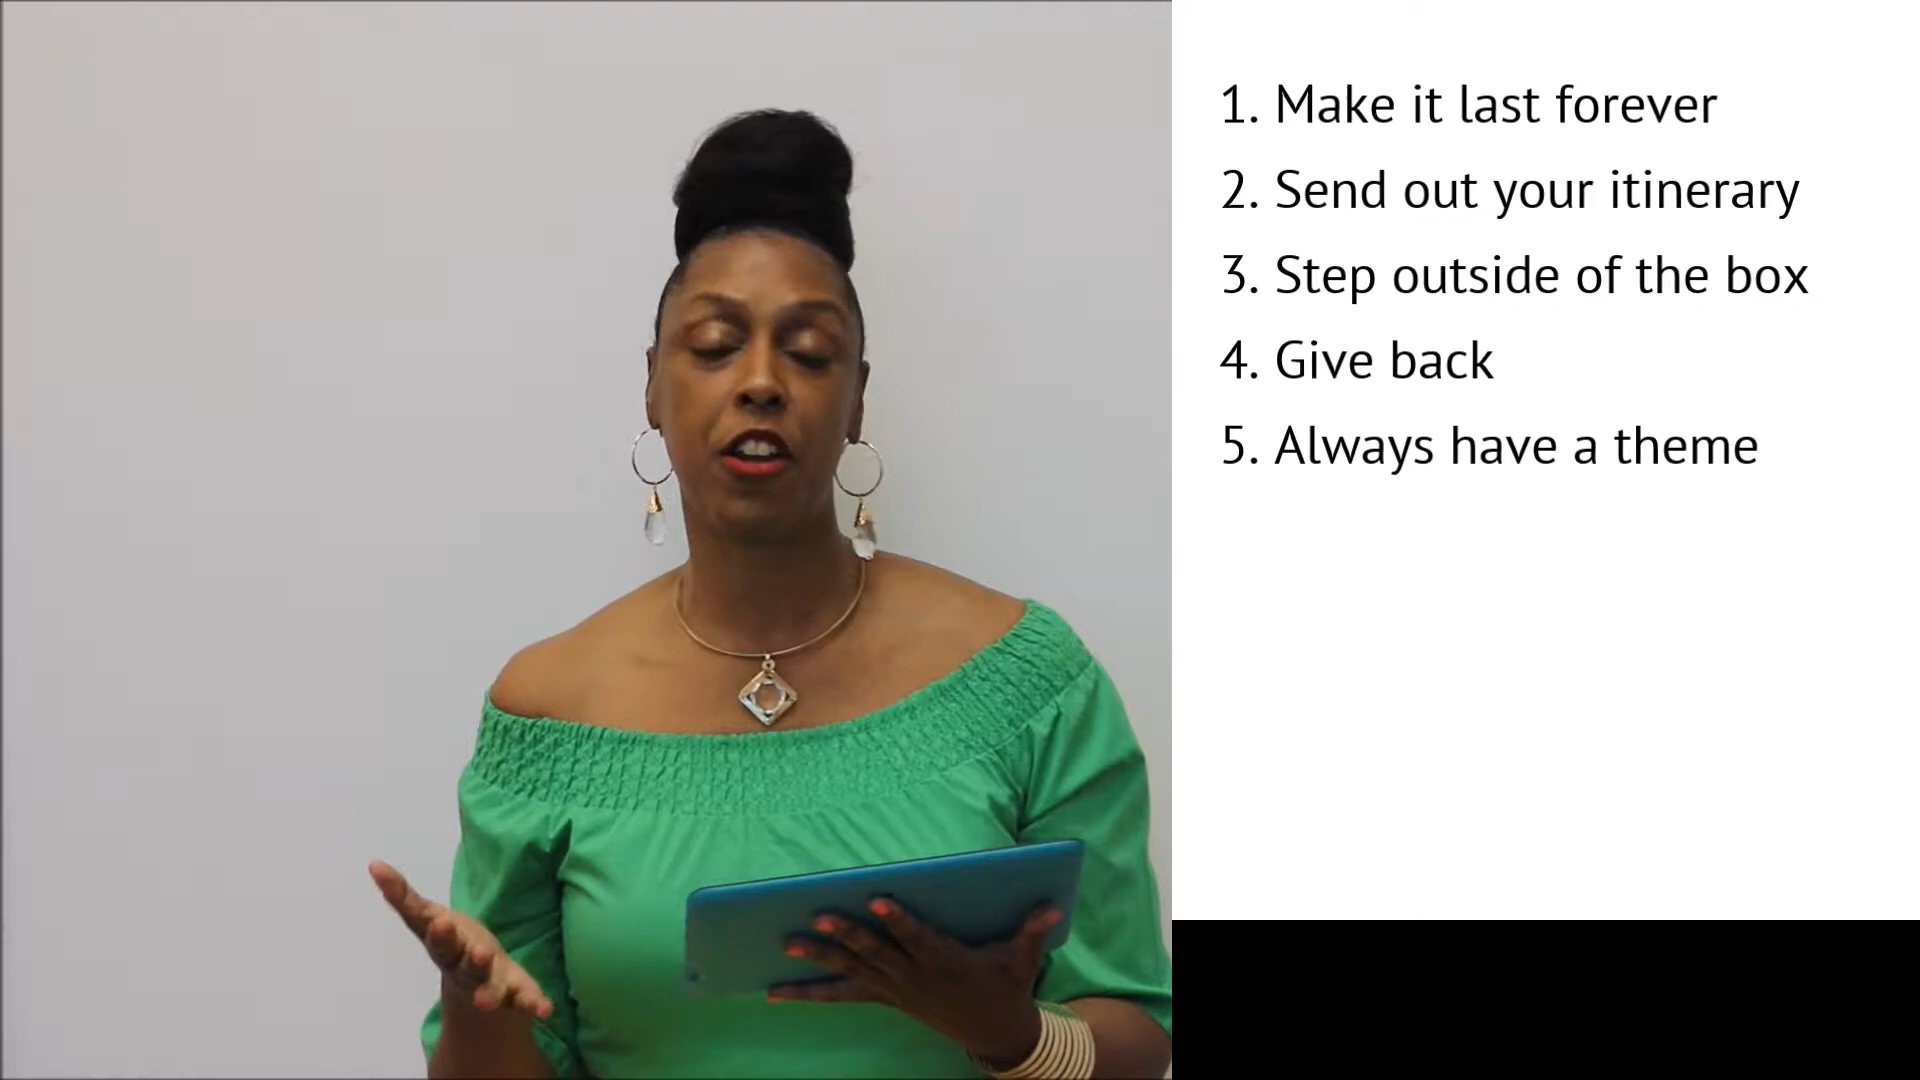 1. Make it last forever
2. Send out your itinerary
3. Step outside of the box
4. Give back
5. Always have a theme